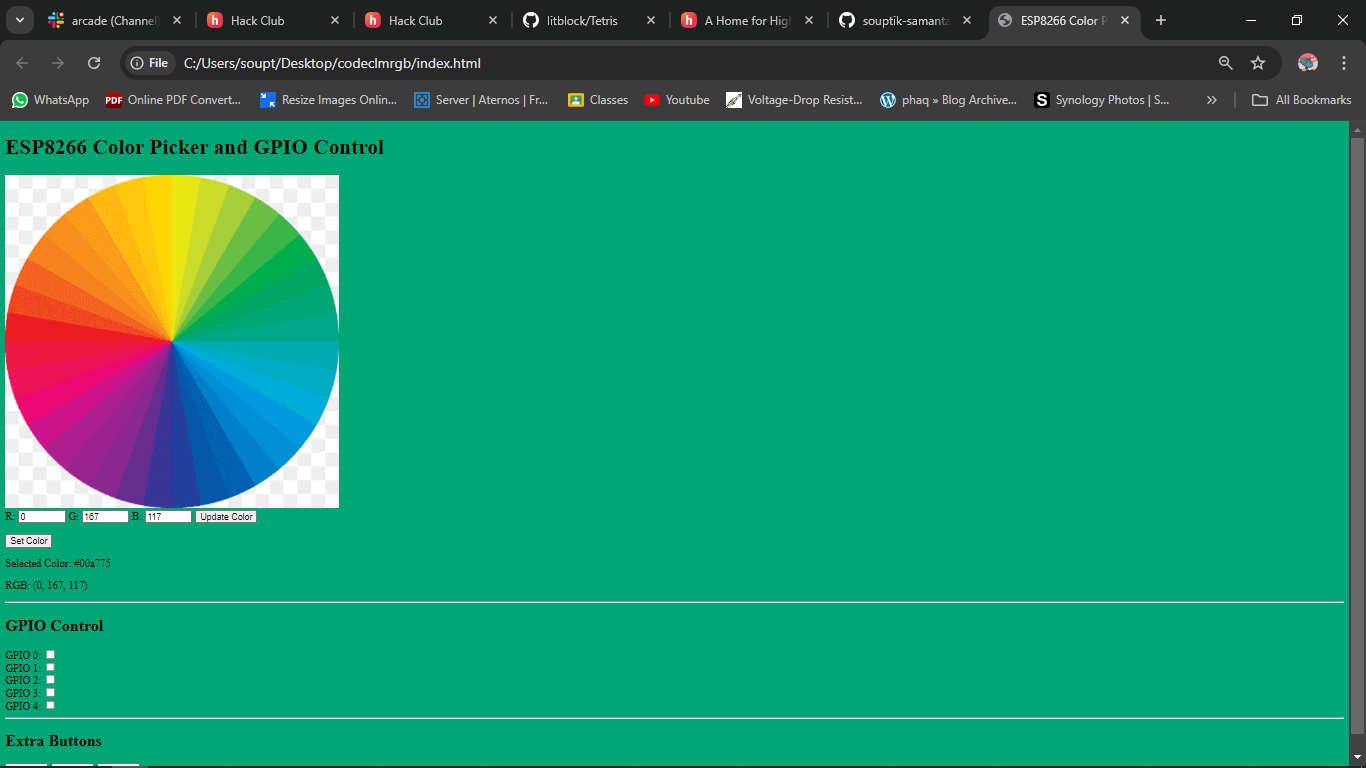 arcade (Channel)
Hack Club
Hack Club
litblock/Tetris
A Home for Hig
souptik-samanta
ESP8266 Color P
File
C:/Users/soupt/Desktop/codeclmrgb/index.html
WhatsApp
PDF
Online PDF Convert...
Resize Images Onlin...
Server | Aternos | Fr...
Classes
Youtube
Voltage-Drop Resist...
phaq » Blog Archive...
S
Synology Photos | S...
»
All Bookmarks
ESP8266 Color Picker and GPIO Control
R: 0 G: 167 B: 117 Update Color
Set Color
Selected Color: #00a775
RGB: (0, 167, 117)
GPIO Control
GPIO 0:
GPIO 1:
GPIO 2:
GPIO 3:
GPIO 4:
Extra Buttons